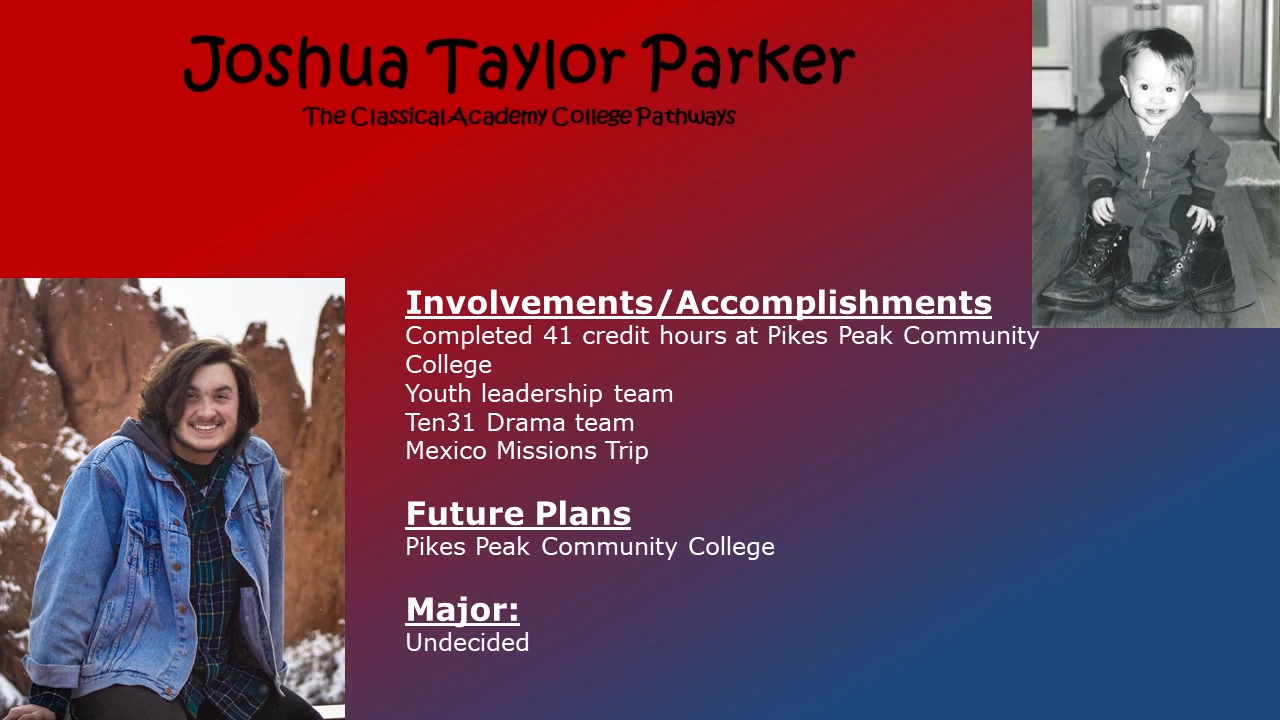 Joshua Taylor Parker
The Classical Academy College Pathways
Involvements/Accomplishments
Completed 41 credit hours at Pikes Peak Community
College
Youth leadership team
Ten31 Drama team
Mexico Missions Trip
Future Plans
Pikes Peak Community College
Major:
Undecided